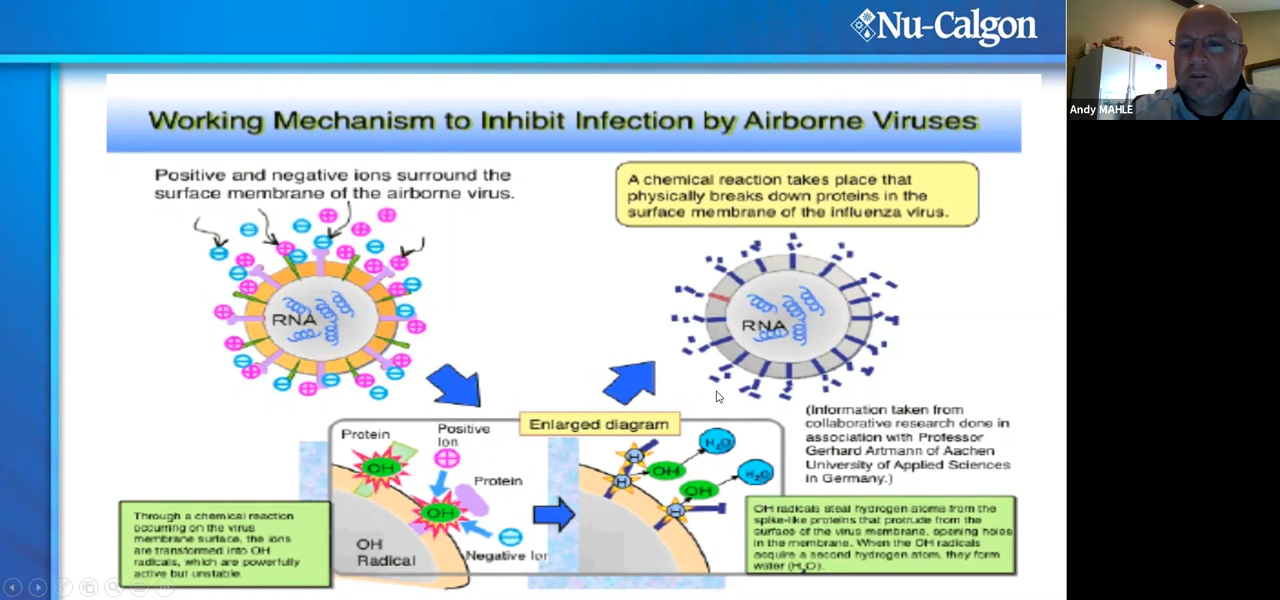 Nu-Calgon
Andy MAHLE
Working Mechanism to Inhibit Infection by Airborne Viruses
Positive and negative ions surround the
surface membrane of the airborne virus.
A chemical reaction takes place that
physically breaks down proteins in the
surface membrane of the influenza virus.
RNA
RNA
Enlarged diagram
Protein
Positive
Ion
OH
Protein
OH
OH
Radical
Negative Ion
H
H
H
OH
OH
H₂O
H₂O
(Information taken from
collaborative research done in
association with Professor
Gerhard Artmann of Aachen
University of Applied Sciences
in Germany.)
Through a chemical reaction
occurring on the virus
membrane surface, the ions
are transformed into OH
radicals, which are powerfully
active but unstable.
OH radicals steal hydrogen atoms from the
spike-like proteins that protrude from the
surface of the virus membrane, opening holes
in the membrane. When the OH radicals
acquire a second hydrogen atom, they form
water (H₂O).